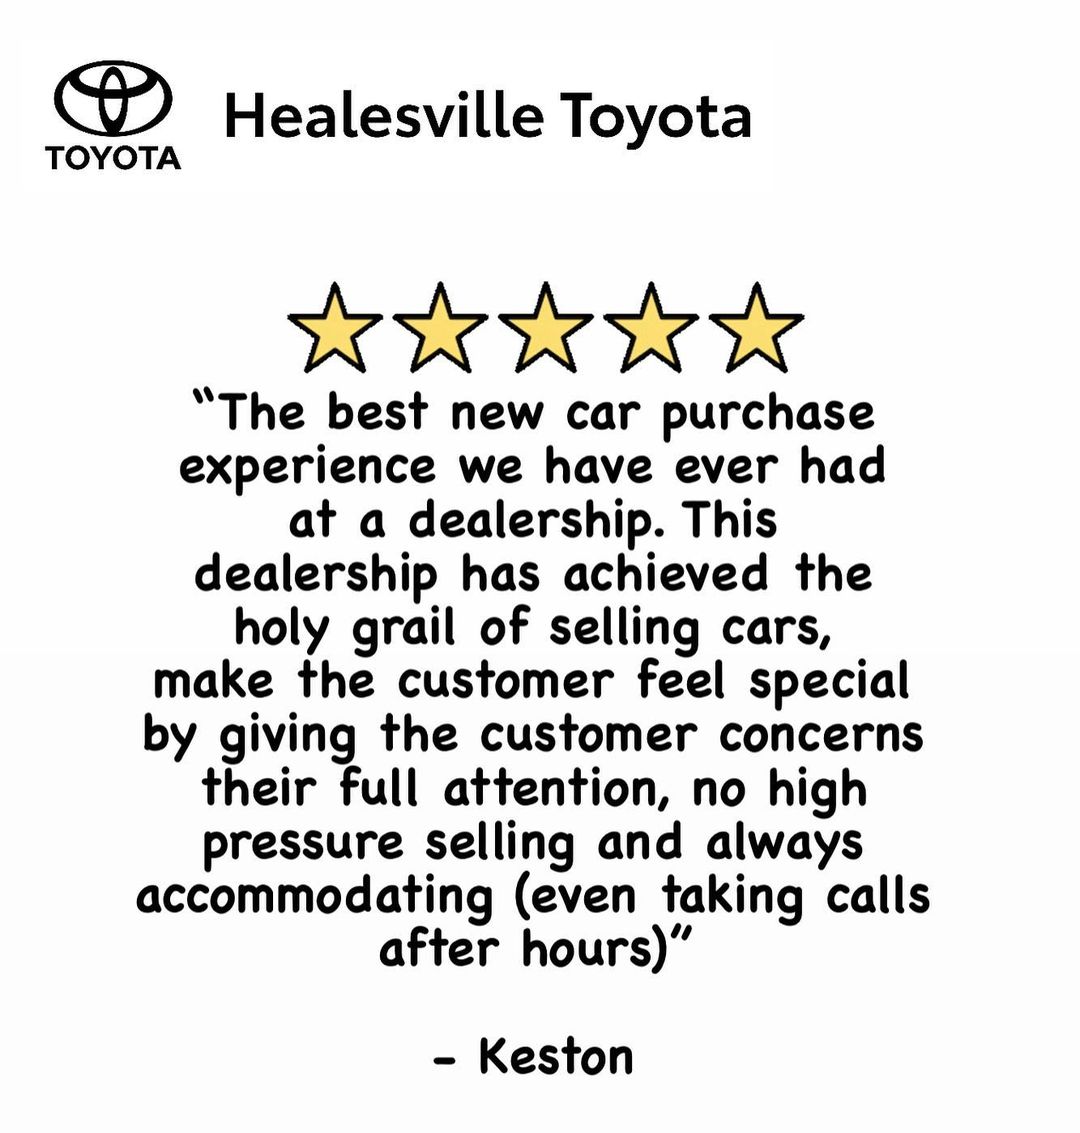 TOYOTA
Healesville Toyota
“The best new car purchase
experience we have ever had
at a dealership. This
dealership has achieved the
holy grail of selling cars,
make the customer feel special
by giving the customer concerns
their full attention, no high
pressure selling and always
accommodating (even taking calls
after hours)”
- Keston